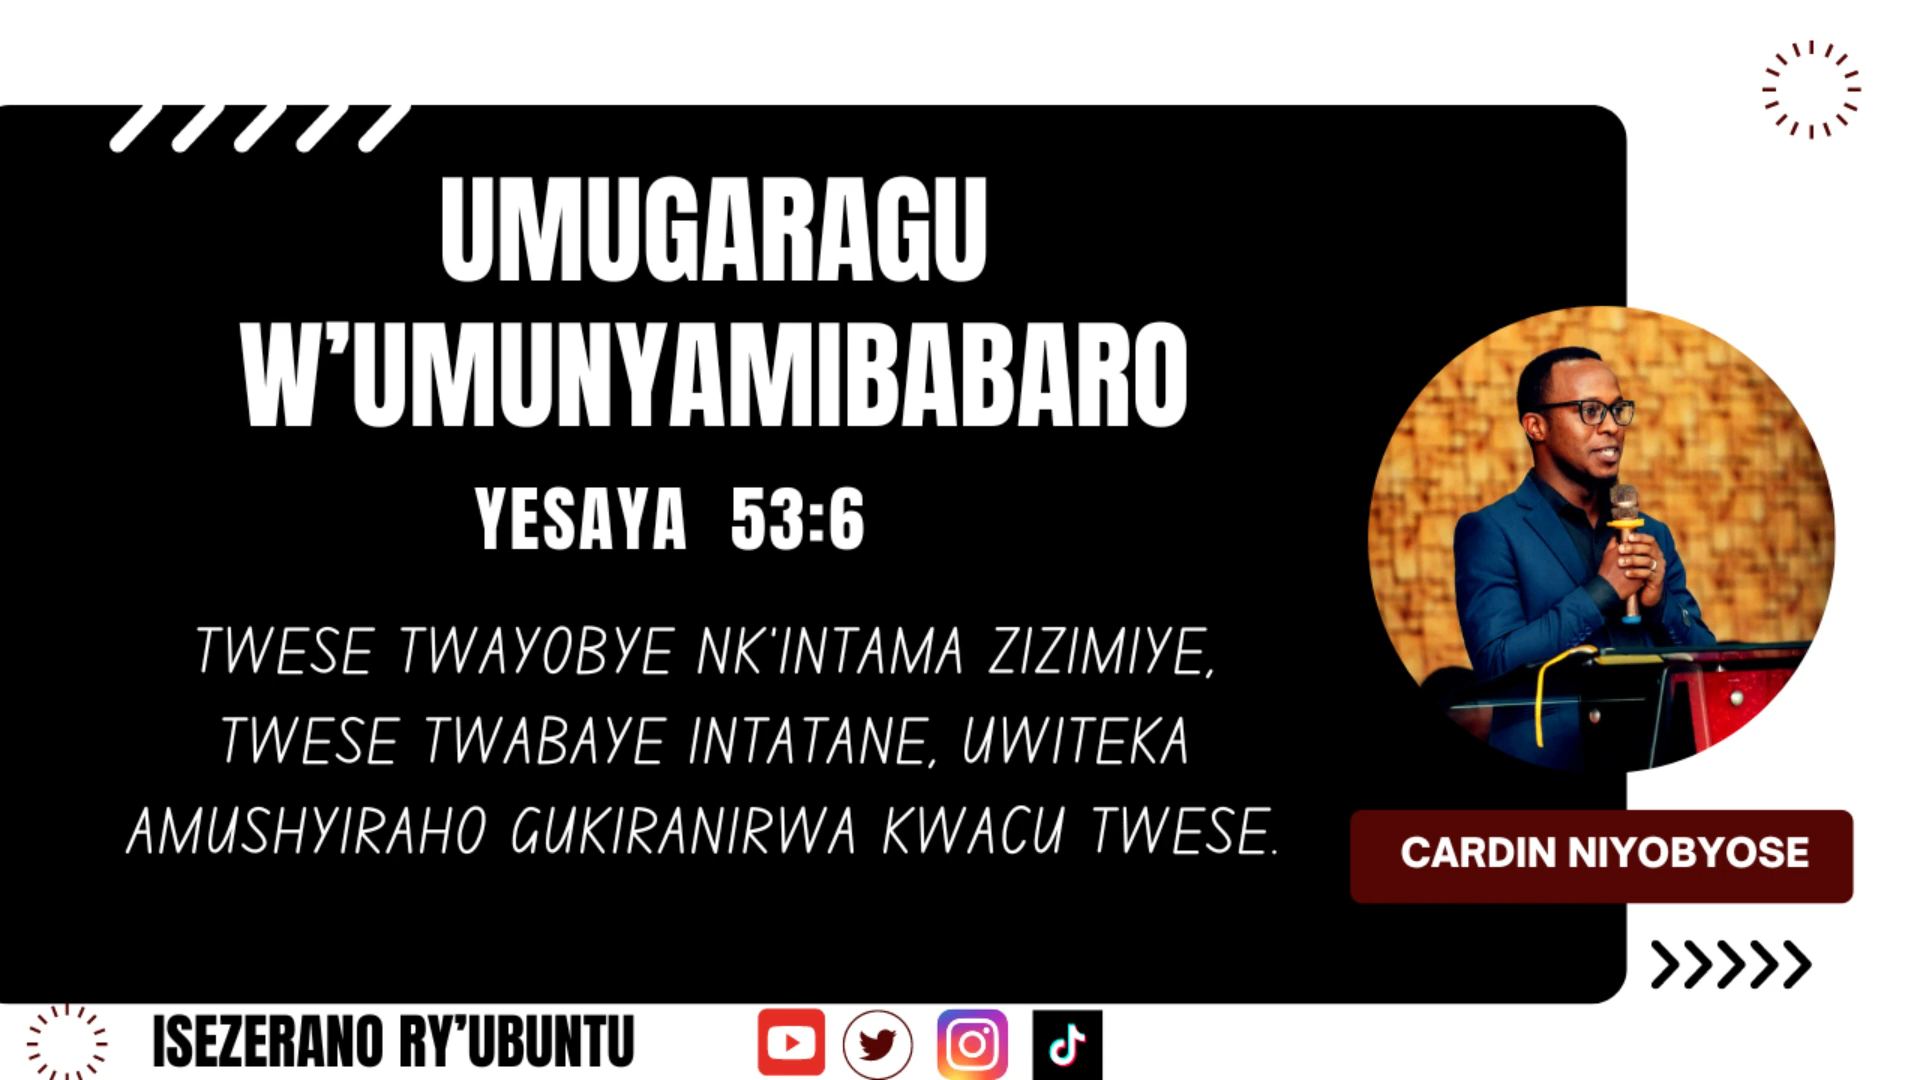 UMUGARAGU
W’UMUNYAMIBABARO
YESAYA 53:6
TWESE TWAYOBYE NK'INTAMA ZIZIMIYE,
TWESE TWABAYE INTATANE, UWITEKA
AMUSHYIRAHO GUKIRANIRWA KWACU TWESE.
CARDIN NIYOBYOSE
ISEZERANO RY’UBUNTU